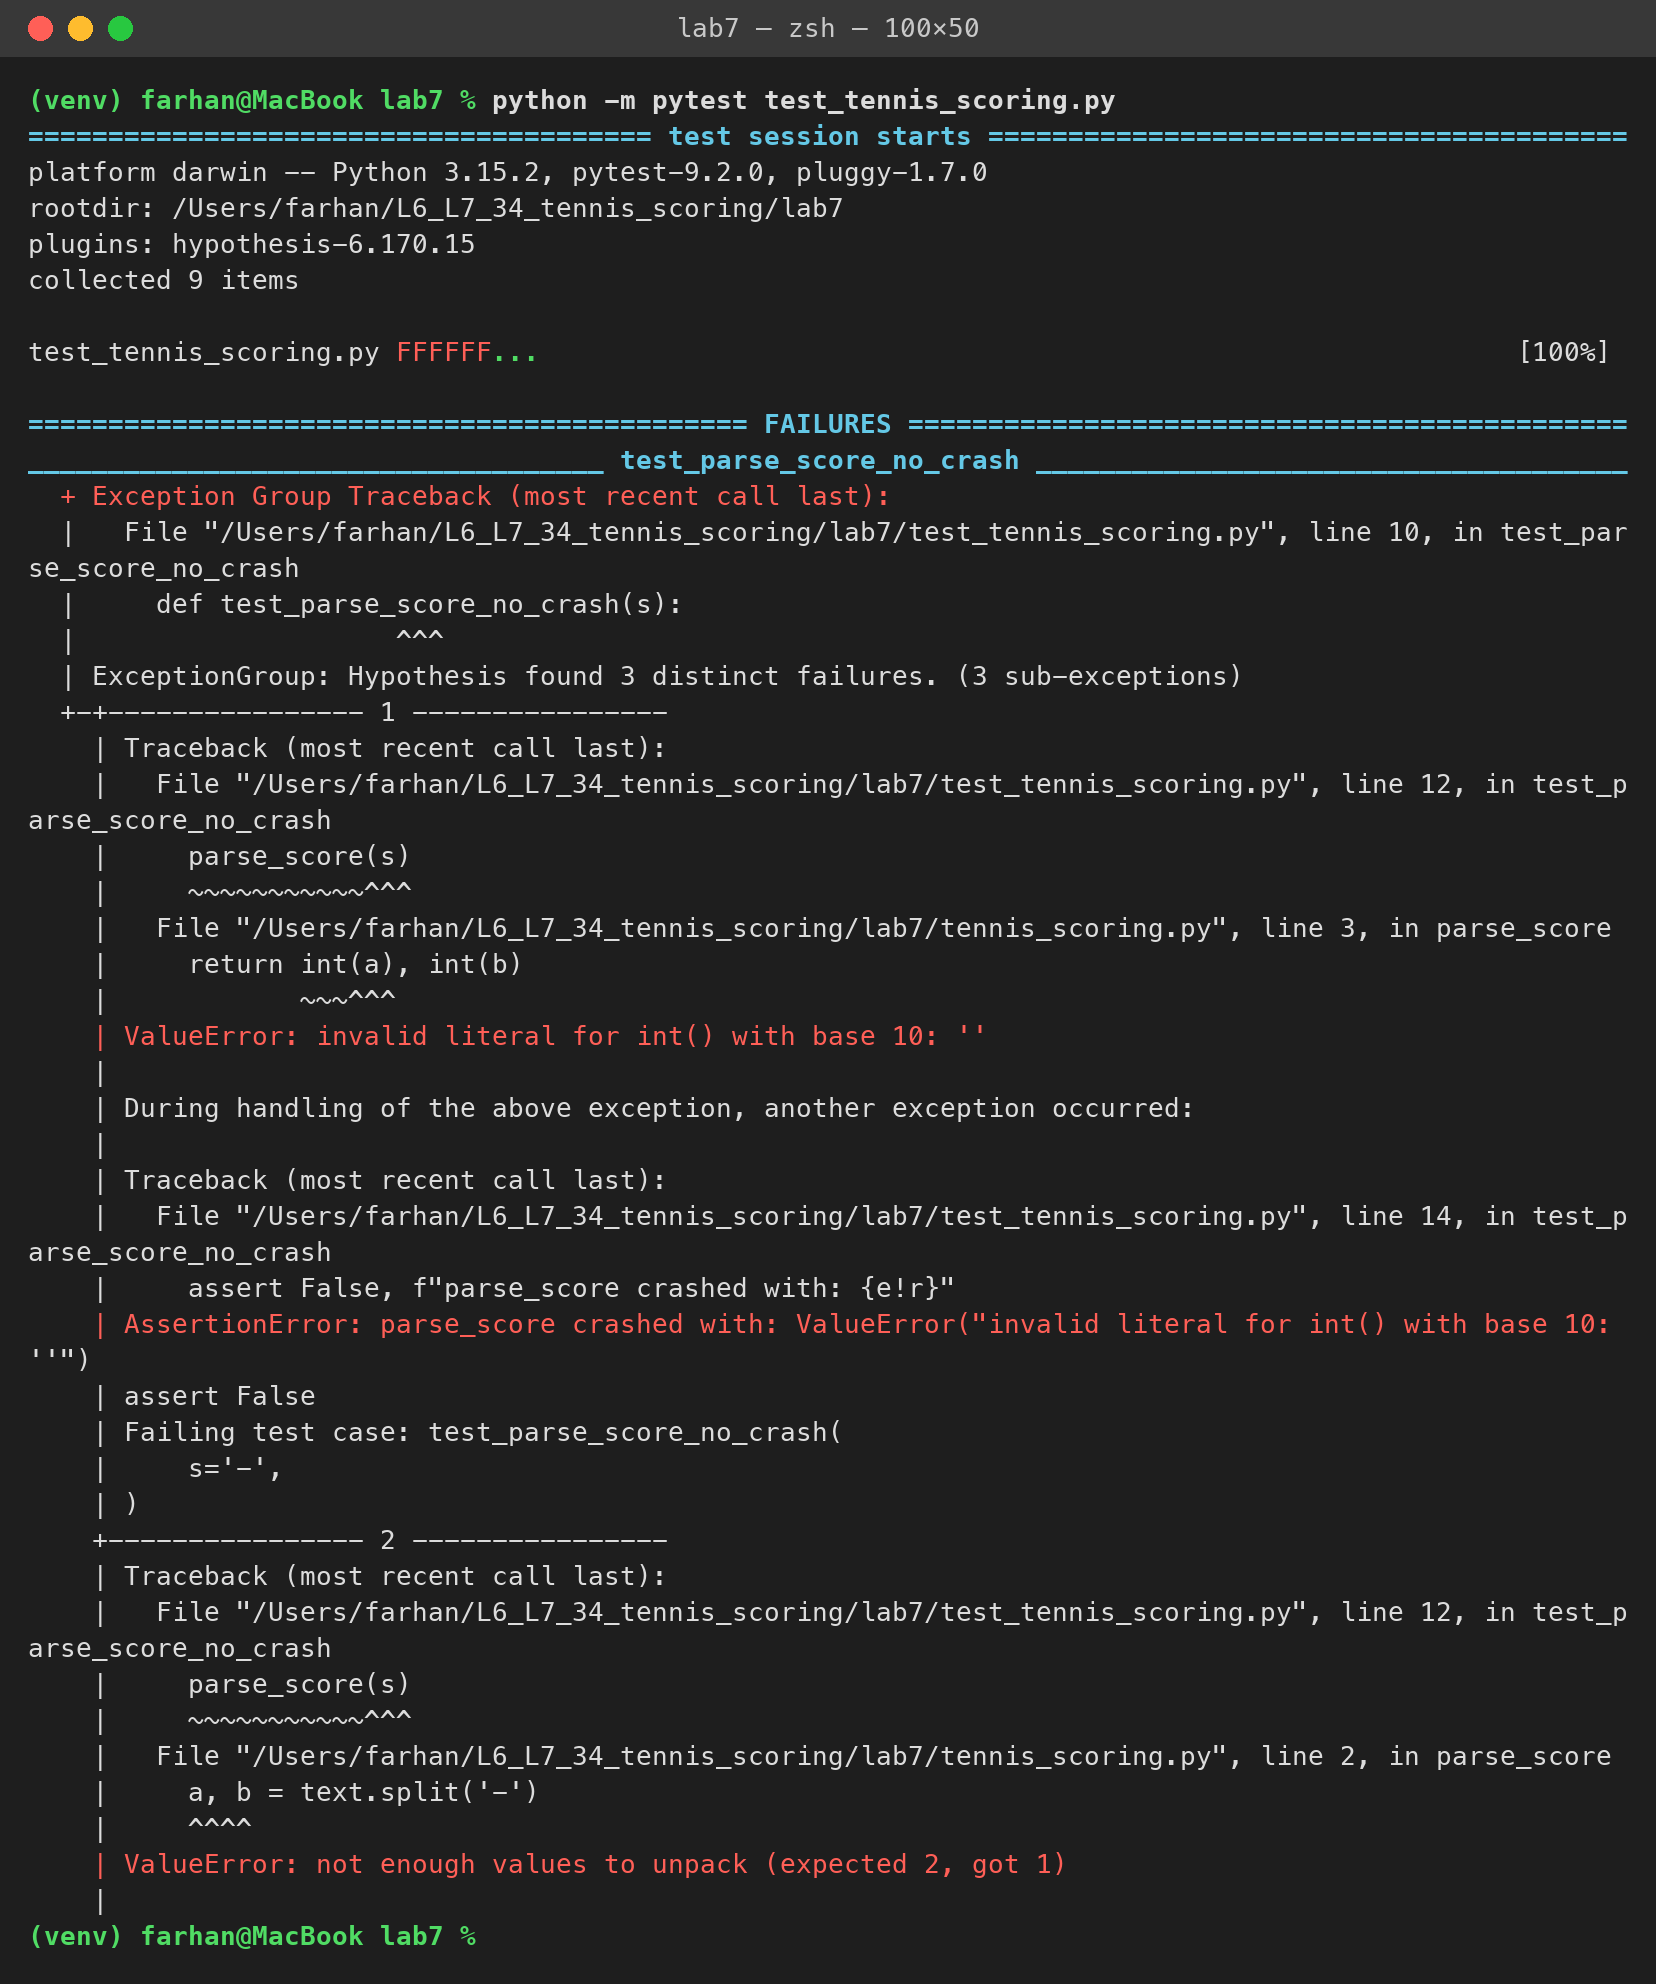 lab7 — zsh — 100×50
(venv) farhan@MacBook lab7 % python -m pytest test_tennis_scoring.py
======================================= test session starts ========================================
platform darwin -- Python 3.15.2, pytest-9.2.0, pluggy-1.7.0
rootdir: /Users/farhan/L6_L7_34_tennis_scoring/lab7
plugins: hypothesis-6.170.15
collected 9 items
test_tennis_scoring.py FFFFFF... [100%]
============================================= FAILURES =============================================
____________________________________ test_parse_score_no_crash _____________________________________
  + Exception Group Traceback (most recent call last):
  |   File "/Users/farhan/L6_L7_34_tennis_scoring/lab7/test_tennis_scoring.py", line 10, in test_par
se_score_no_crash
  |     def test_parse_score_no_crash(s):
  |                    ^^^
  | ExceptionGroup: Hypothesis found 3 distinct failures. (3 sub-exceptions)
  +-+---------------- 1 ----------------
    | Traceback (most recent call last):
    |   File "/Users/farhan/L6_L7_34_tennis_scoring/lab7/test_tennis_scoring.py", line 12, in test_p
arse_score_no_crash
    |     parse_score(s)
    |     ~~~~~~~~~~~^^^
    |   File "/Users/farhan/L6_L7_34_tennis_scoring/lab7/tennis_scoring.py", line 3, in parse_score
    |     return int(a), int(b)
    |            ~~~^^^
    | ValueError: invalid literal for int() with base 10: ''
    |
    | During handling of the above exception, another exception occurred:
    |
    | Traceback (most recent call last):
    |   File "/Users/farhan/L6_L7_34_tennis_scoring/lab7/test_tennis_scoring.py", line 14, in test_p
arse_score_no_crash
    |     assert False, f"parse_score crashed with: {e!r}"
    | AssertionError: parse_score crashed with: ValueError("invalid literal for int() with base 10:
''")
    | assert False
    | Failing test case: test_parse_score_no_crash(
    |     s='-',
    | )
    +---------------- 2 ----------------
    | Traceback (most recent call last):
    |   File "/Users/farhan/L6_L7_34_tennis_scoring/lab7/test_tennis_scoring.py", line 12, in test_p
arse_score_no_crash
    |     parse_score(s)
    |     ~~~~~~~~~~~^^^
    |   File "/Users/farhan/L6_L7_34_tennis_scoring/lab7/tennis_scoring.py", line 2, in parse_score
    |     a, b = text.split('-')
    |     ^^^^
    | ValueError: not enough values to unpack (expected 2, got 1)
    |
(venv) farhan@MacBook lab7 %